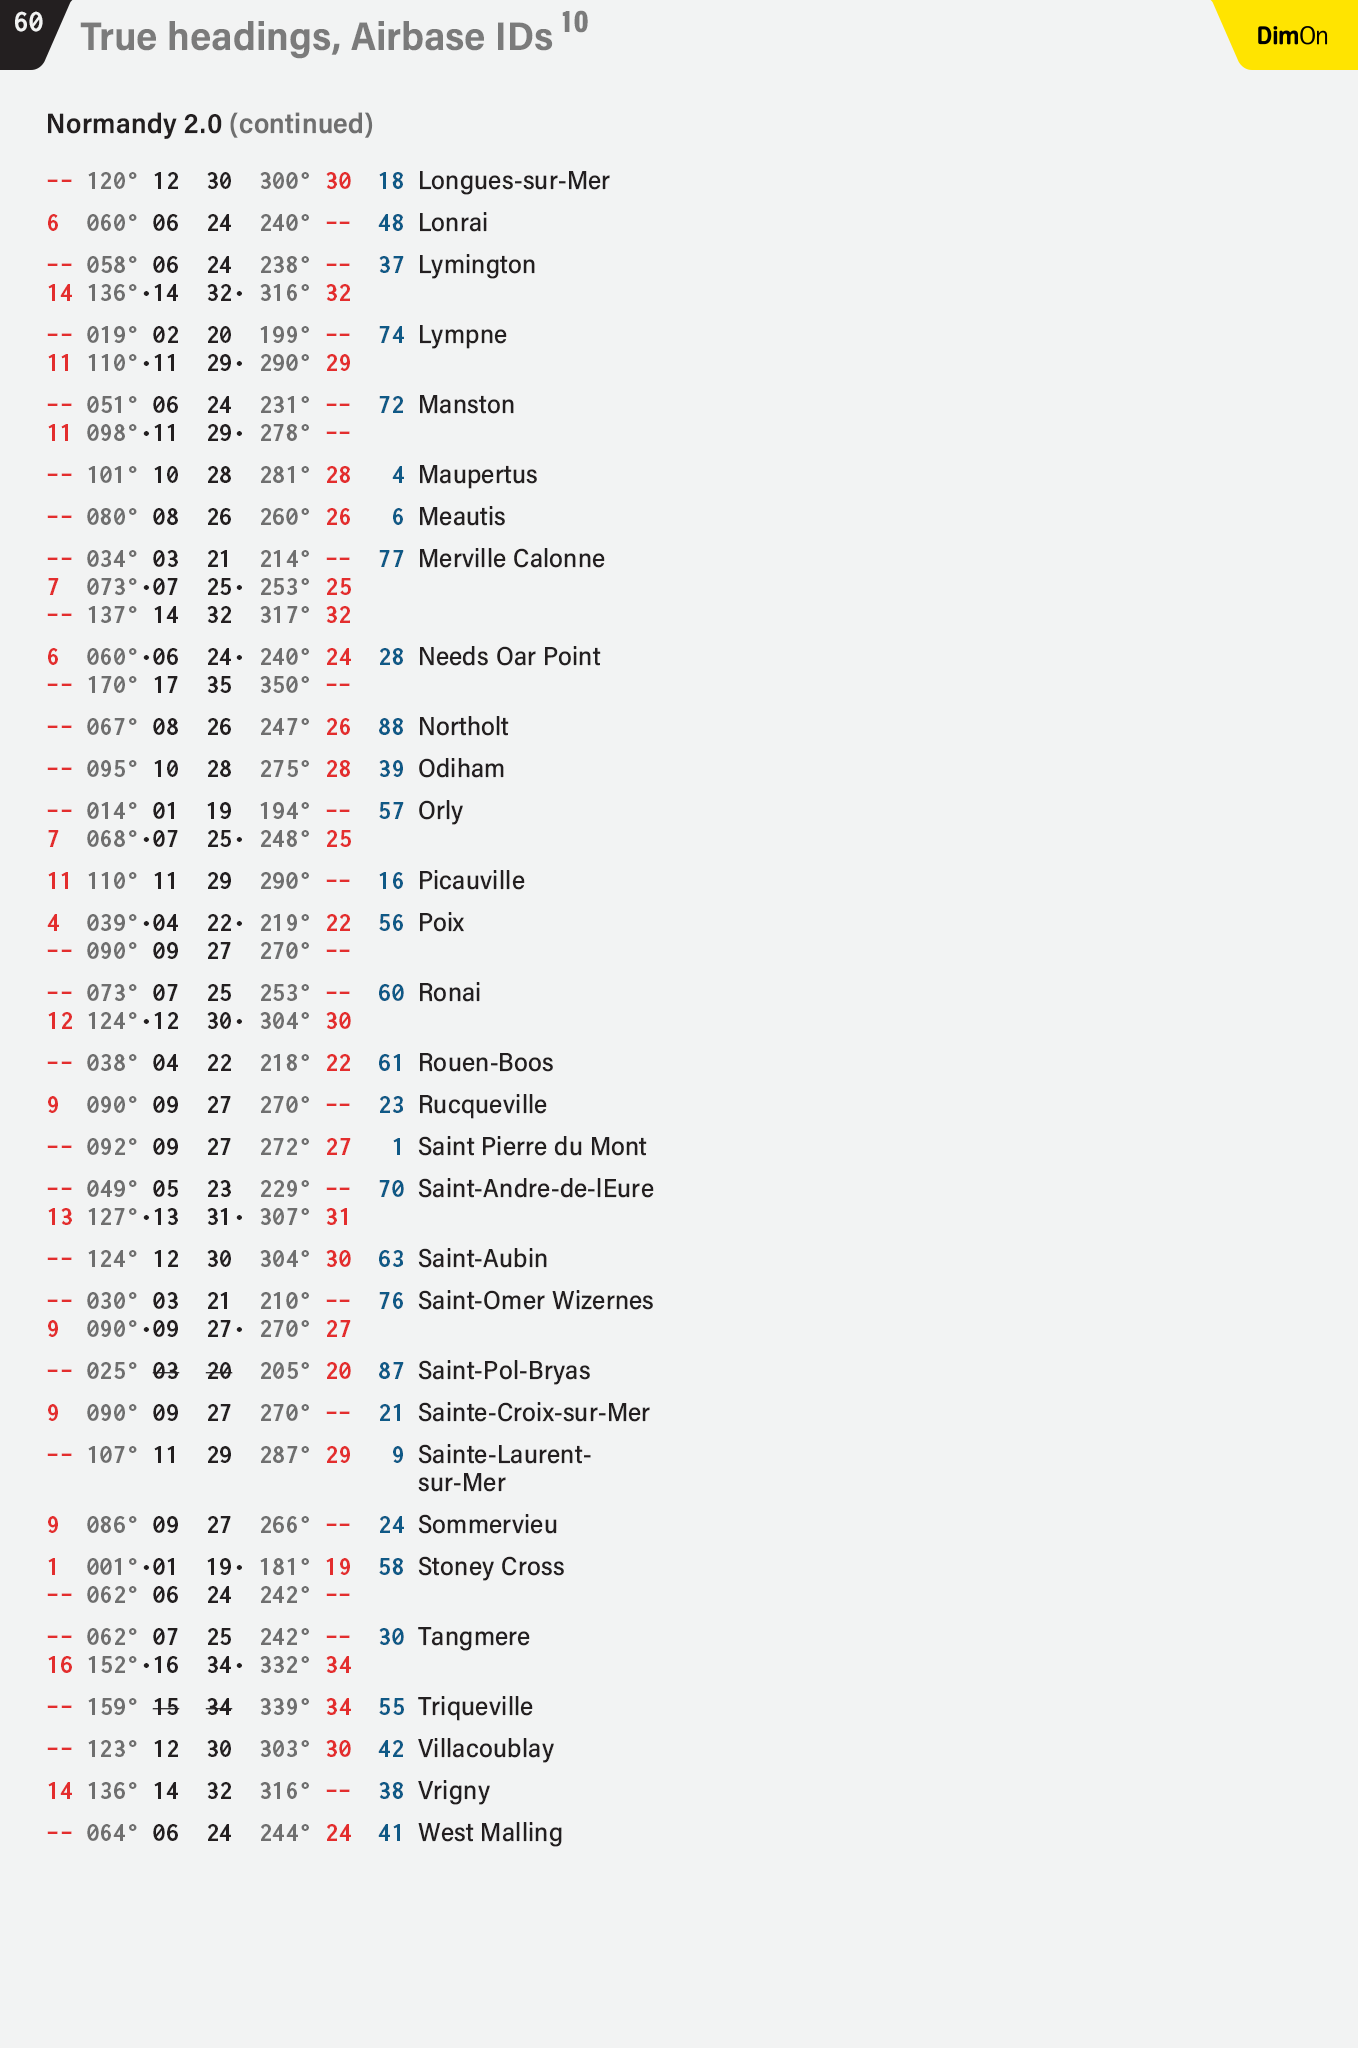 60 True headings, Airbase IDs 10 DimOn
Normandy 2.0 (continued)
-- 120° 12 30 300° 30 18 Longues-sur-Mer
6 060° 06 24 240° -- 48 Lonrai
-- 058° 06 24 238° -- 37 Lymington
14 136° •14 32• 316° 32
-- 019° 02 20 199° -- 74 Lympne
11 110° •11 29• 290° 29
-- 051° 06 24 231° -- 72 Manston
11 098° •11 29• 278° --
-- 101° 10 28 281° 28 4 Maupertus
-- 080° 08 26 260° 26 6 Meautis
-- 034° 03 21 214° -- 77 Merville Calonne
7 073° •07 25• 253° 25
-- 137° 14 32 317° 32
6 060° •06 24• 240° 24 28 Needs Oar Point
-- 170° 17 35 350° --
-- 067° 08 26 247° 26 88 Northolt
-- 095° 10 28 275° 28 39 Odiham
-- 014° 01 19 194° -- 57 Orly
7 068° •07 25• 248° 25
11 110° 11 29 290° -- 16 Picauville
4 039° •04 22• 219° 22 56 Poix
-- 090° 09 27 270° --
-- 073° 07 25 253° -- 60 Ronai
12 124° •12 30• 304° 30
-- 038° 04 22 218° 22 61 Rouen-Boos
9 090° 09 27 270° -- 23 Rucqueville
-- 092° 09 27 272° 27 1 Saint Pierre du Mont
-- 049° 05 23 229° -- 70 Saint-Andre-de-lEure
13 127° •13 31• 307° 31
-- 124° 12 30 304° 30 63 Saint-Aubin
-- 030° 03 21 210° -- 76 Saint-Omer Wizernes
9 090° •09 27• 270° 27
-- 025° 03 20 205° 20 87 Saint-Pol-Bryas
9 090° 09 27 270° -- 21 Sainte-Croix-sur-Mer
-- 107° 11 29 287° 29 9 Sainte-Laurent-
sur-Mer
9 086° 09 27 266° -- 24 Sommervieu
1 001° •01 19• 181° 19 58 Stoney Cross
-- 062° 06 24 242° --
-- 062° 07 25 242° -- 30 Tangmere
16 152° •16 34• 332° 34
-- 159° 15 34 339° 34 55 Triqueville
-- 123° 12 30 303° 30 42 Villacoublay
14 136° 14 32 316° -- 38 Vrigny
-- 064° 06 24 244° 24 41 West Malling